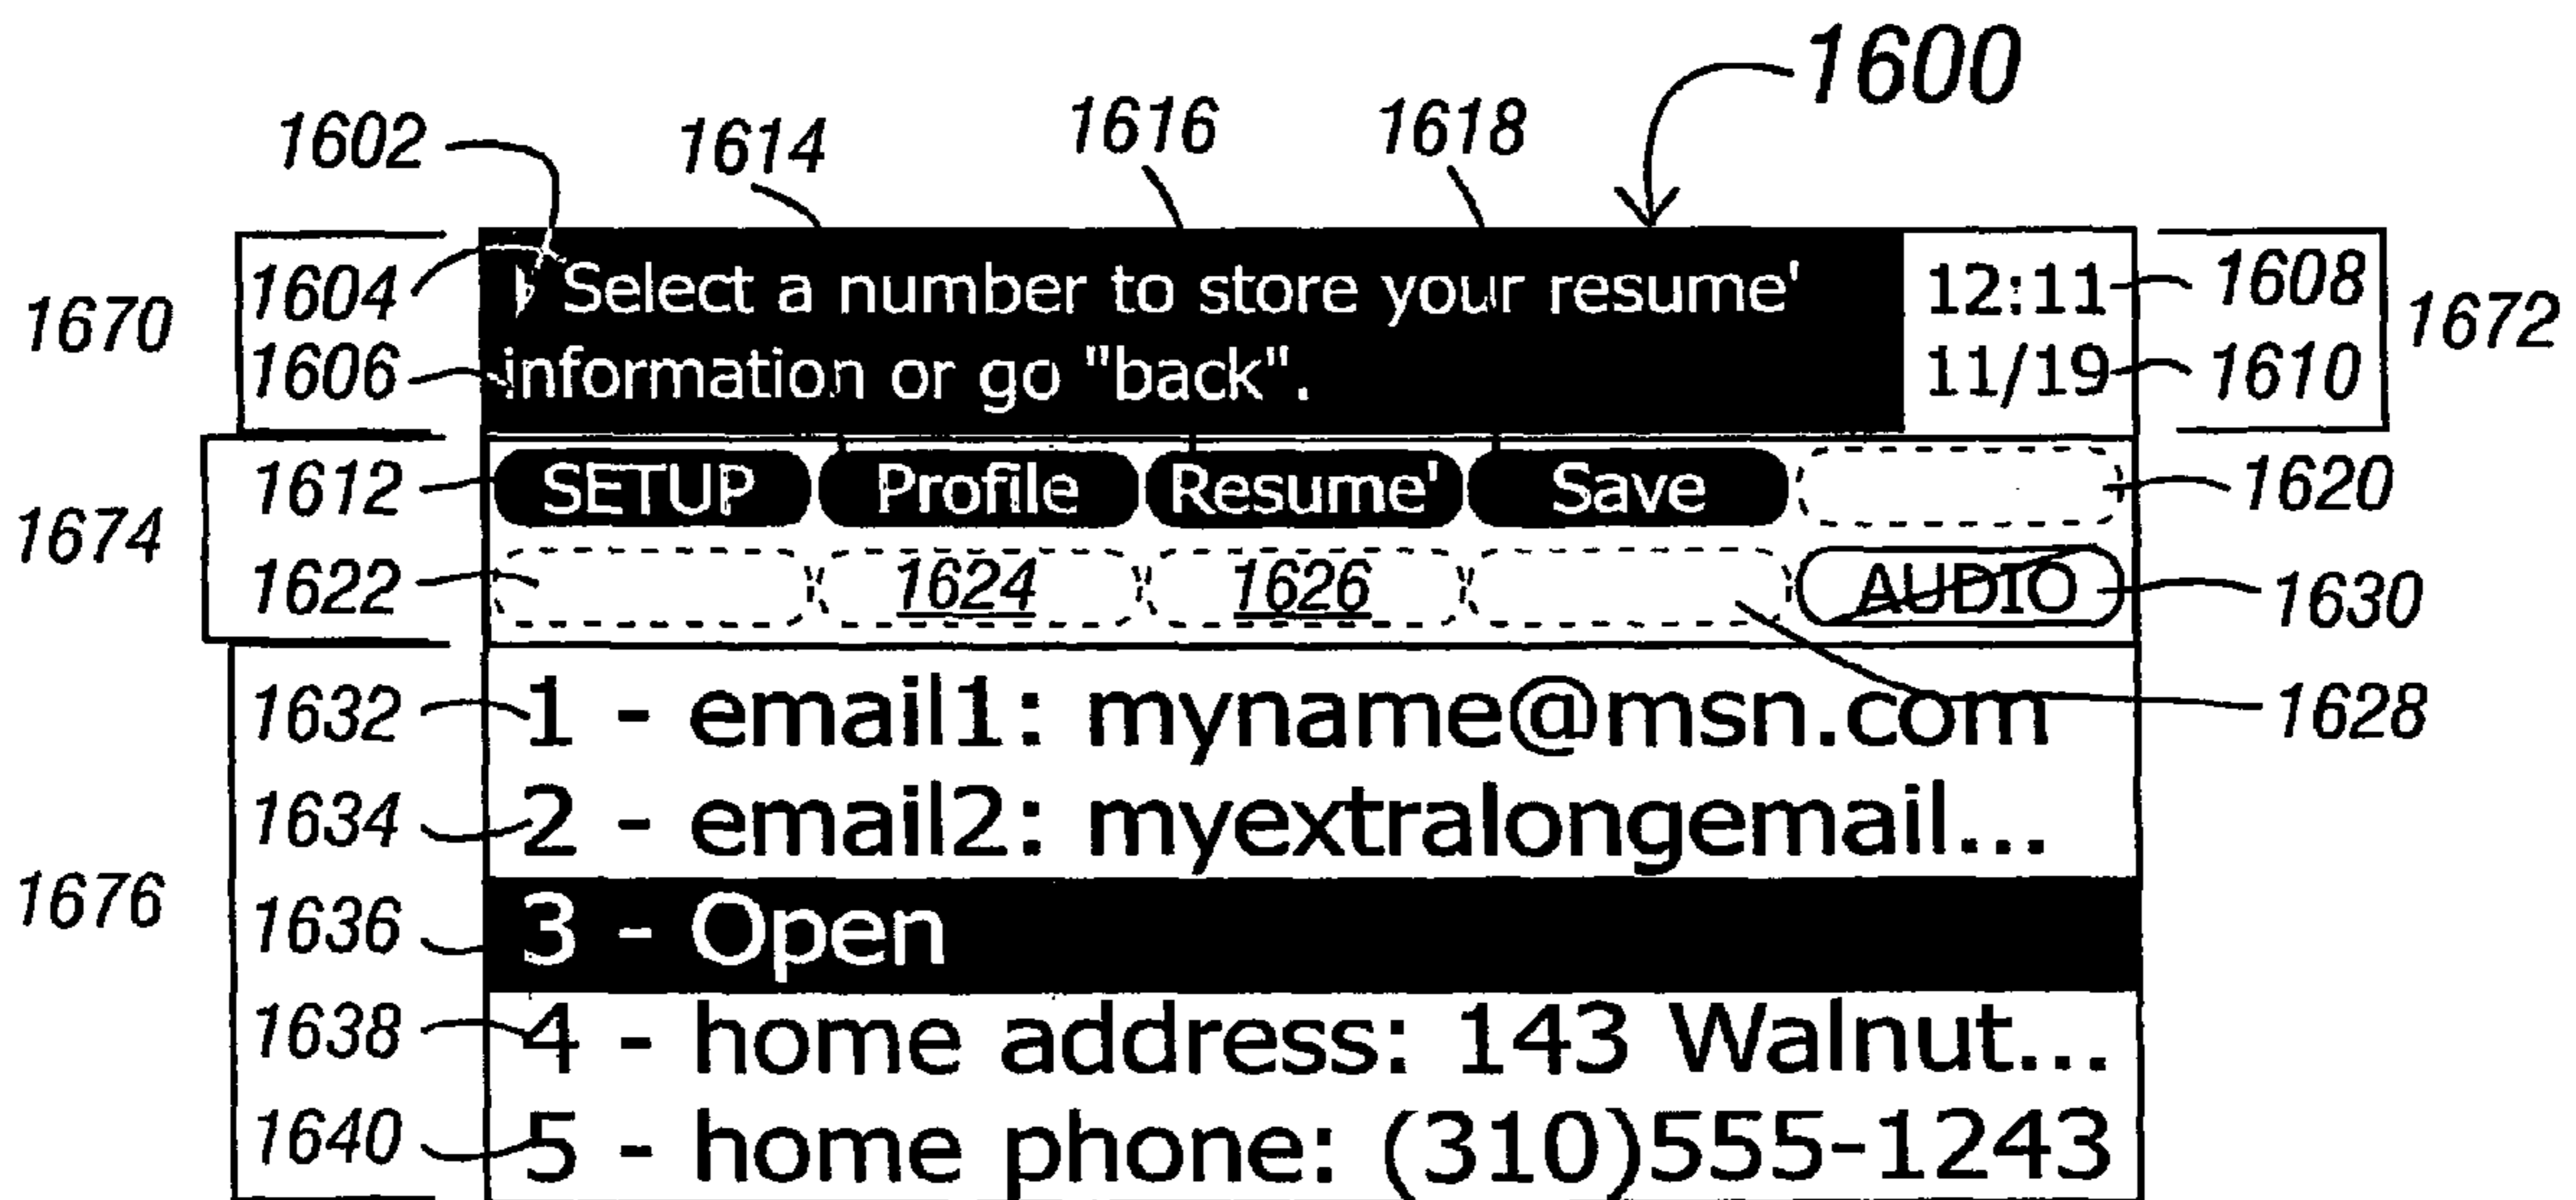 1600
1602 1614 1616 1618
1670 1604 Select a number to store your resume' 12:11 1608 1672
1606 information or go "back". 11/19 1610
1674 1612 SETUP Profile Resume' Save 1620
1622 1624 1626 AUDIO 1630
1632 1 - email1: myname@msn.com 1628
1634 2 - email2: myextralongemail...
1676 1636 3 - Open
1638 4 - home address: 143 Walnut...
1640 5 - home phone: (310)555-1243